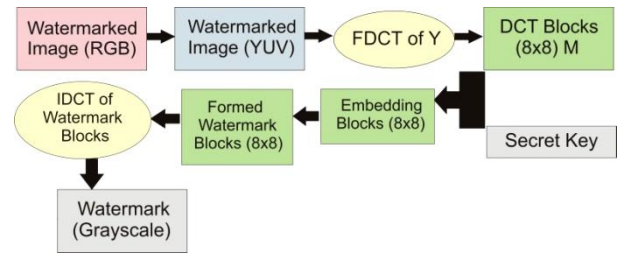 Watermarked
Image (RGB)
Watermarked
Image (YUV)
FDCT of Y
DCT Blocks
(8x8) M
IDCT of
Watermark
Blocks
Formed
Watermark
Blocks (8x8)
Embedding
Blocks (8x8)
Secret Key
Watermark
(Grayscale)